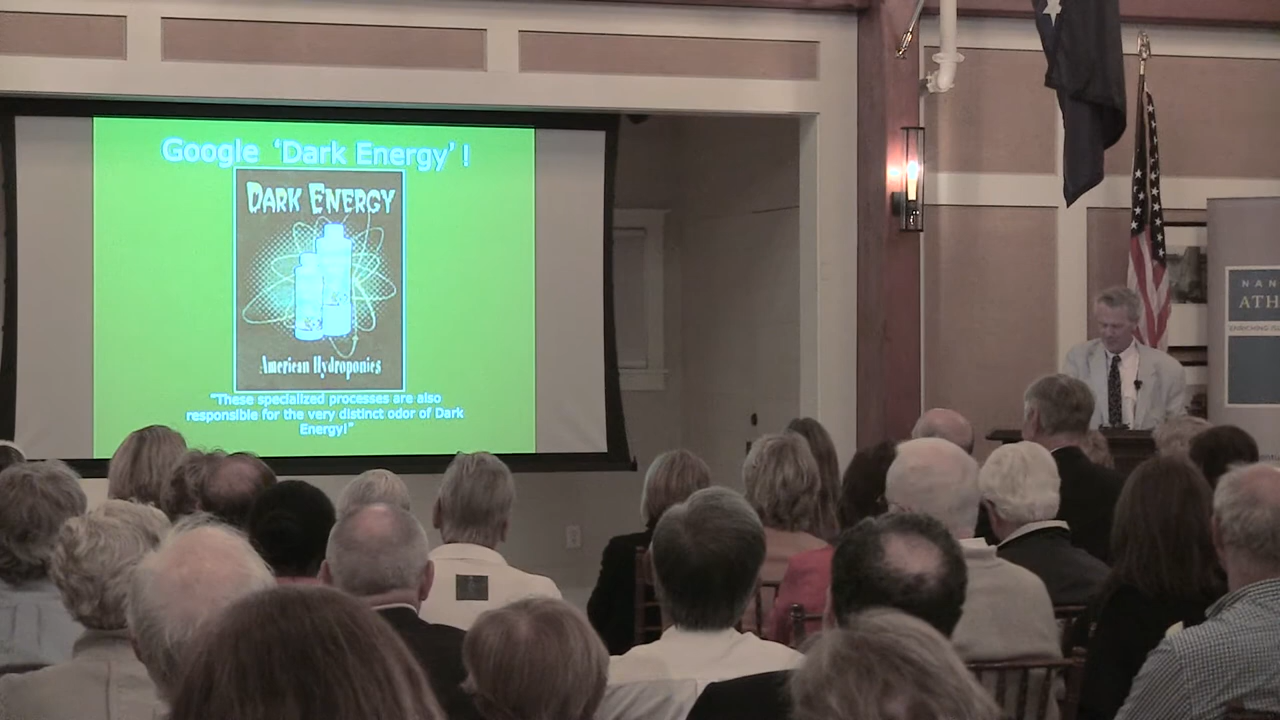 Google ‘Dark Energy’ !
DARK ENERGY
American Hydroponics
"These specialized processes are also
responsible for the very distinct odor of Dark
Energy!"
NAN
ATH